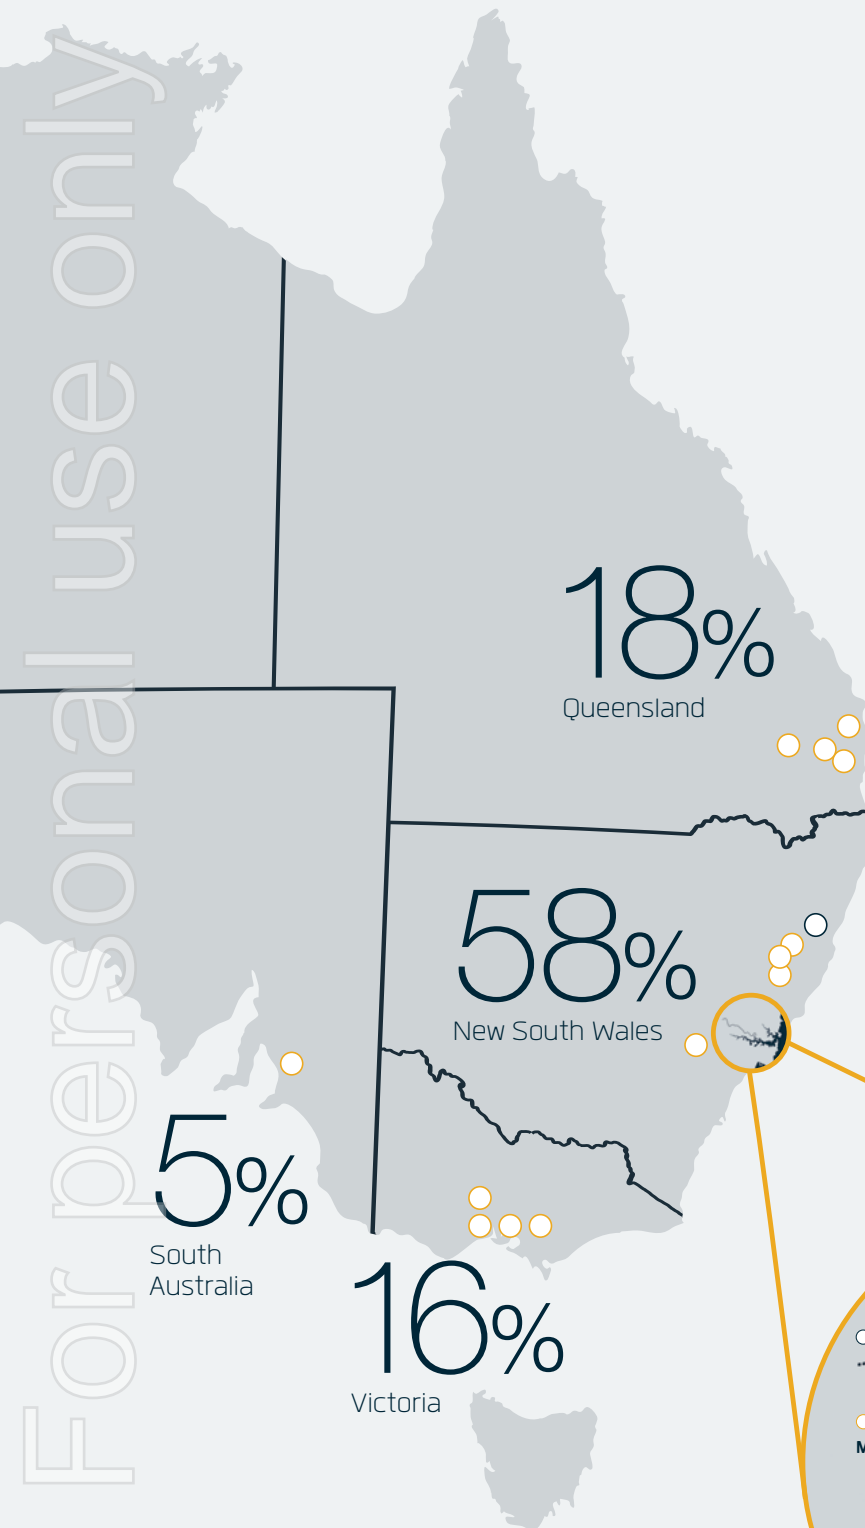 For personal use only
18%
Queensland
58%
New South Wales
5%
South
Australia
16%
Victoria